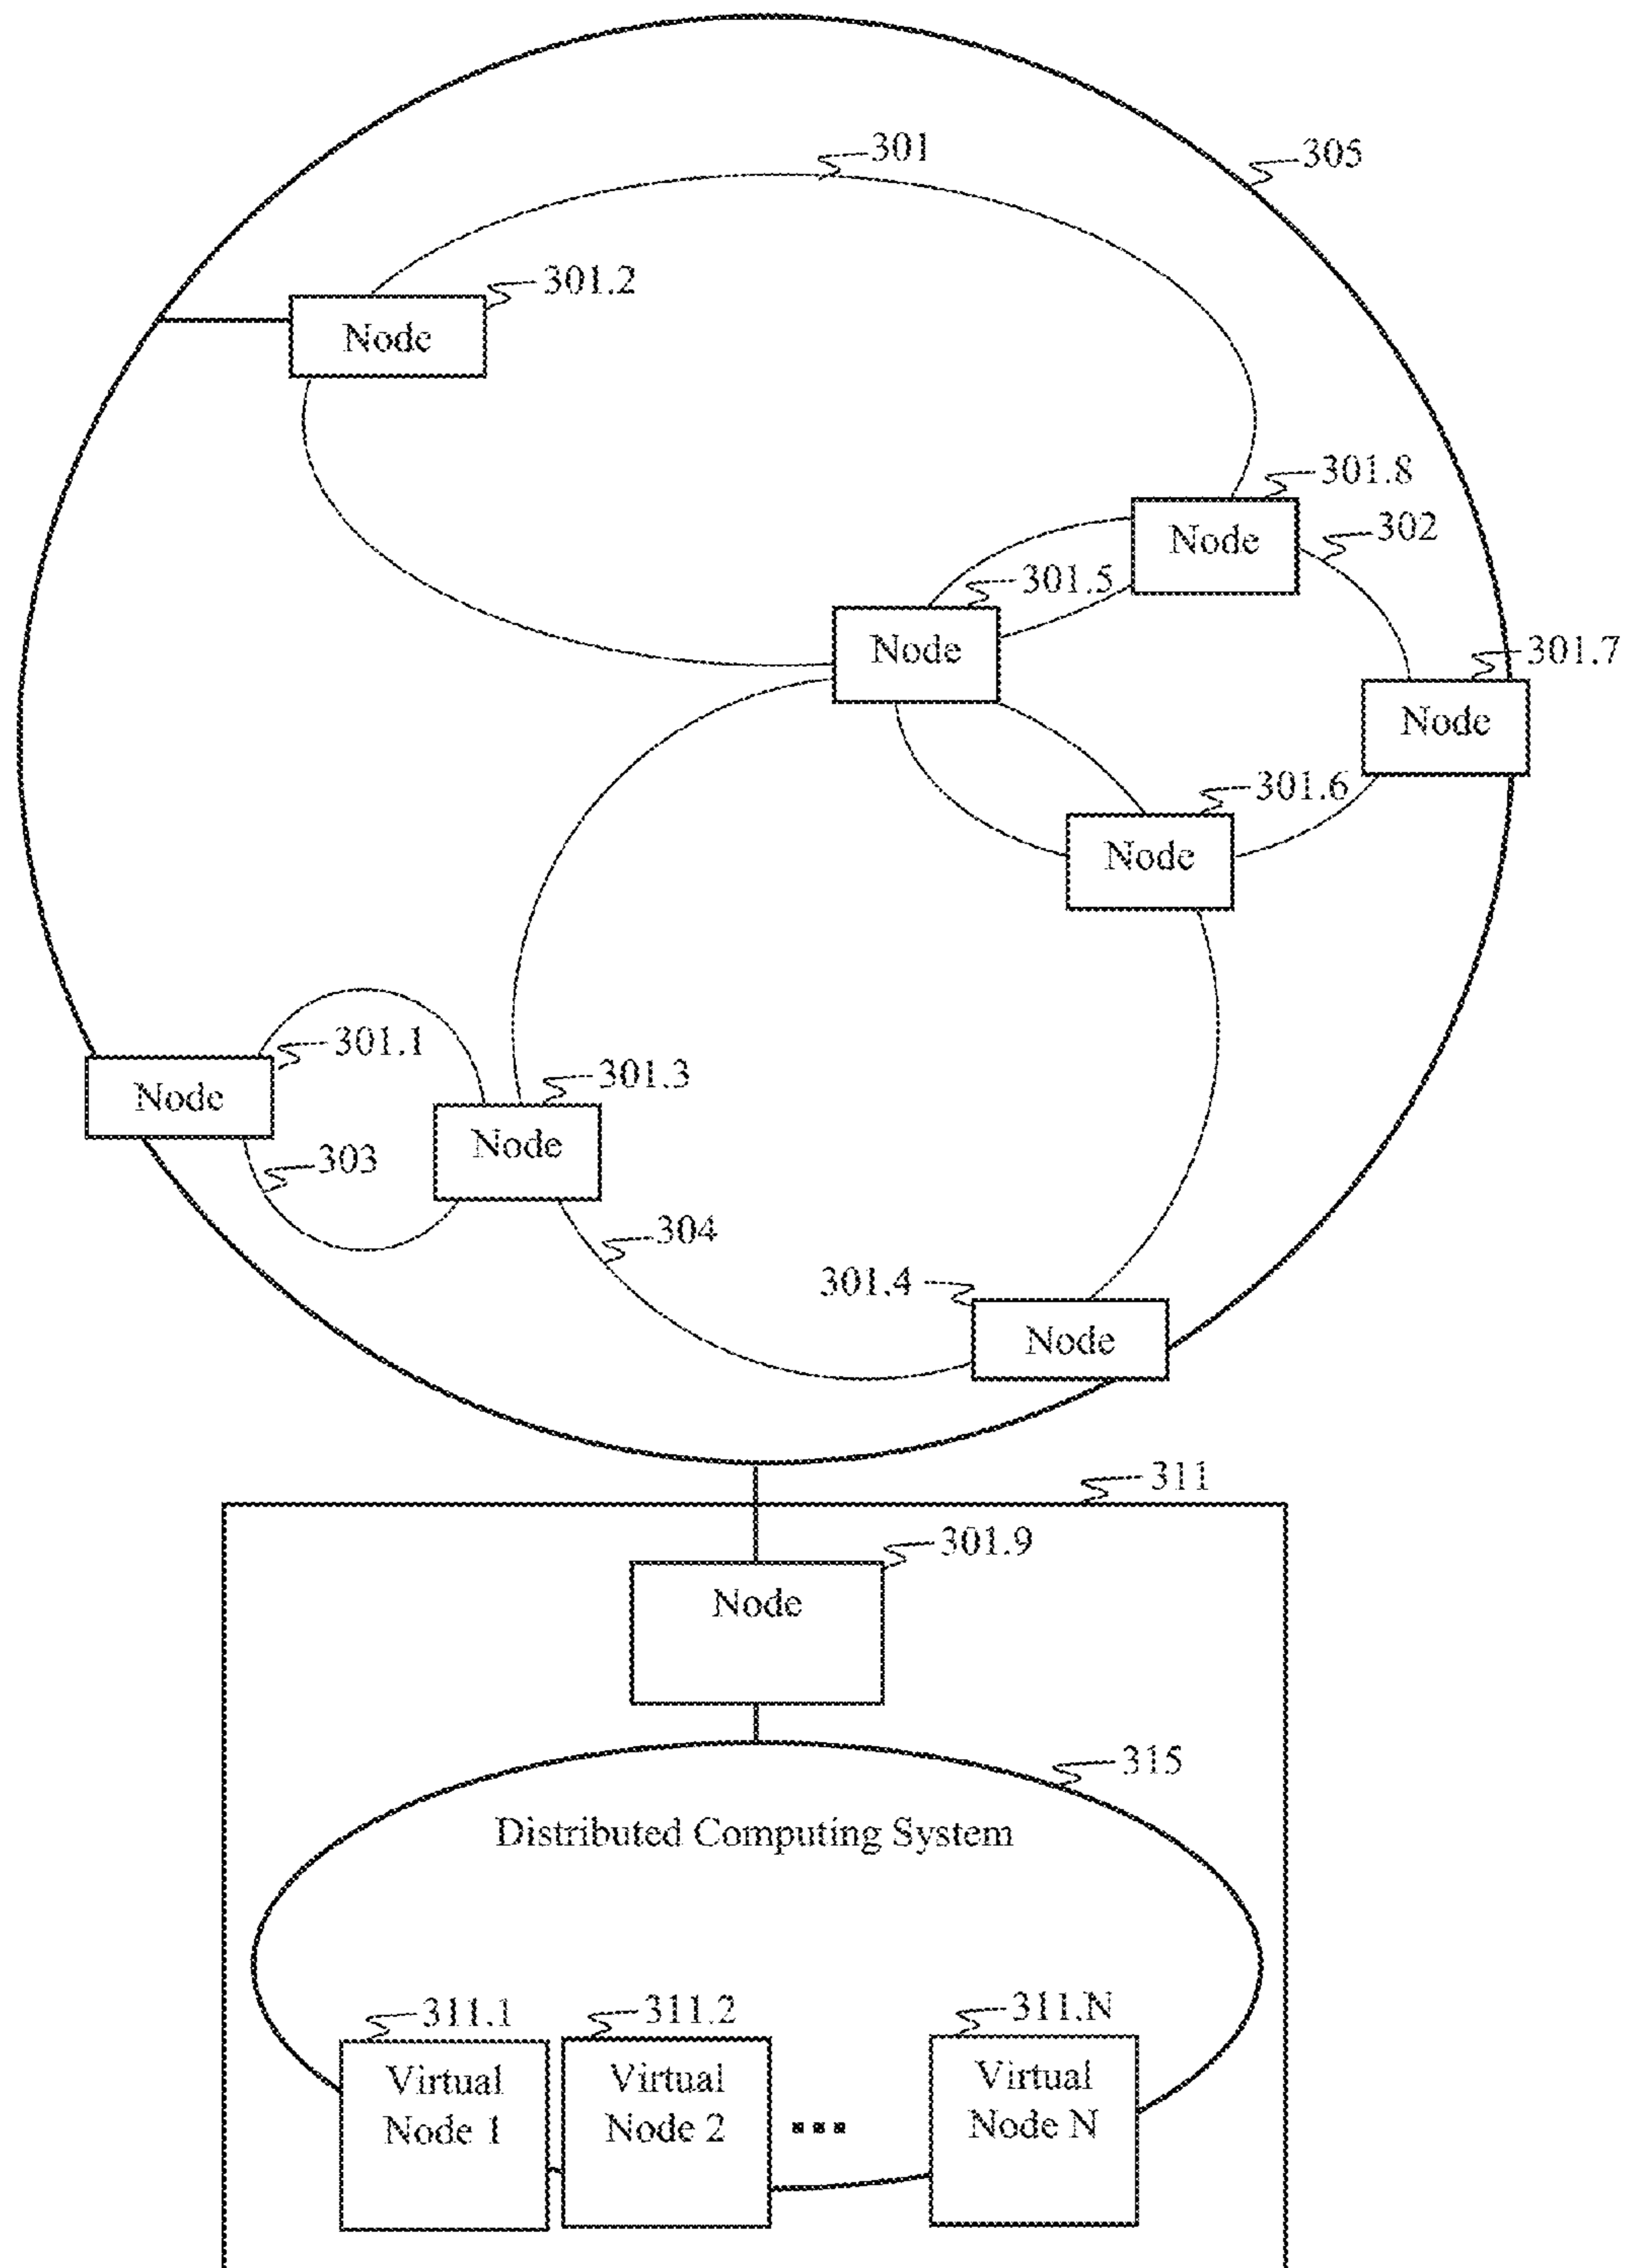 301
305
301.2
Node
301.8
302
Node
301.5
Node
301.7
Node
301.6
Node
301.1
Node
301.3
Node
303
304
301.4
Node
311
301.9
Node
315
Distributed Computing System
311.1
311.2
311.N
Virtual
Node 1
Virtual
Node 2
...
Virtual
Node N